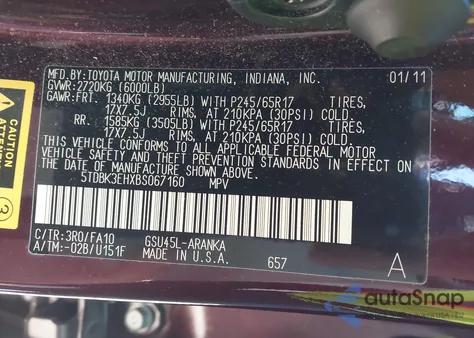 MFD.BY:TOYOTA MOTOR MANUFACTURING, INDIANA, INC. 01/11
GVWR:2720KG (6000LB)
GAWR:FRT. 1340KG (2955LB) WITH P245/65R17 TIRES,
17X7.5J RIMS, AT 210KPA (30PSI) COLD.
RR. 1585KG (3505LB) WITH P245/65R17 TIRES,
17X7.5J RIMS, AT 210KPA (30PSI) COLD.
THIS VEHICLE CONFORMS TO ALL APPLICABLE FEDERAL MOTOR
VEHICLE SAFETY AND THEFT PREVENTION STANDARDS IN EFFECT ON
THE DATE OF MANUFACTURE SHOWN ABOVE.
5TDBK3EHXBS067160 MPV
C/TR:3R0/FA10 GSU45L-ARANKA
A/TM:-02B/U151F MADE IN U.S.A. 657 A
CAUTION
3
autoSnap